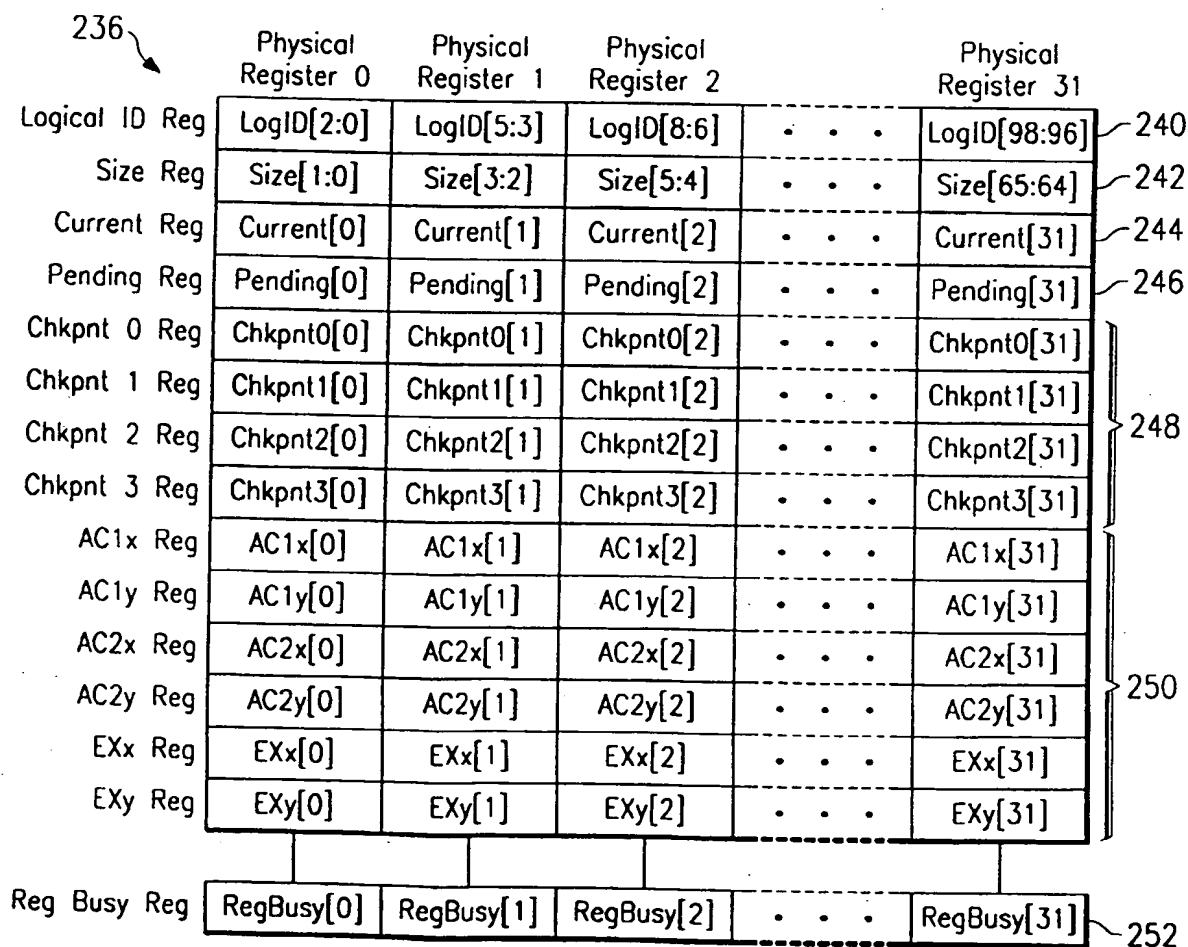 236
Physical Register 0 Physical Register 1 Physical Register 2 Physical Register 31
Logical ID Reg LogID[2:0] LogID[5:3] LogID[8:6] . . . LogID[98:96] 240
Size Reg Size[1:0] Size[3:2] Size[5:4] . . . Size[65:64] 242
Current Reg Current[0] Current[1] Current[2] . . . Current[31] 244
Pending Reg Pending[0] Pending[1] Pending[2] . . . Pending[31] 246
Chkpnt 0 Reg Chkpnt0[0] Chkpnt0[1] Chkpnt0[2] . . . Chkpnt0[31]
Chkpnt 1 Reg Chkpnt1[0] Chkpnt1[1] Chkpnt1[2] . . . Chkpnt1[31]
Chkpnt 2 Reg Chkpnt2[0] Chkpnt2[1] Chkpnt2[2] . . . Chkpnt2[31] 248
Chkpnt 3 Reg Chkpnt3[0] Chkpnt3[1] Chkpnt3[2] . . . Chkpnt3[31]
AC1x Reg AC1x[0] AC1x[1] AC1x[2] . . . AC1x[31]
AC1y Reg AC1y[0] AC1y[1] AC1y[2] . . . AC1y[31]
AC2x Reg AC2x[0] AC2x[1] AC2x[2] . . . AC2x[31]
AC2y Reg AC2y[0] AC2y[1] AC2y[2] . . . AC2y[31] 250
EXx Reg EXx[0] EXx[1] EXx[2] . . . EXx[31]
EXy Reg EXy[0] EXy[1] EXy[2] . . . EXy[31]
Reg Busy Reg RegBusy[0] RegBusy[1] RegBusy[2] . . . RegBusy[31] 252